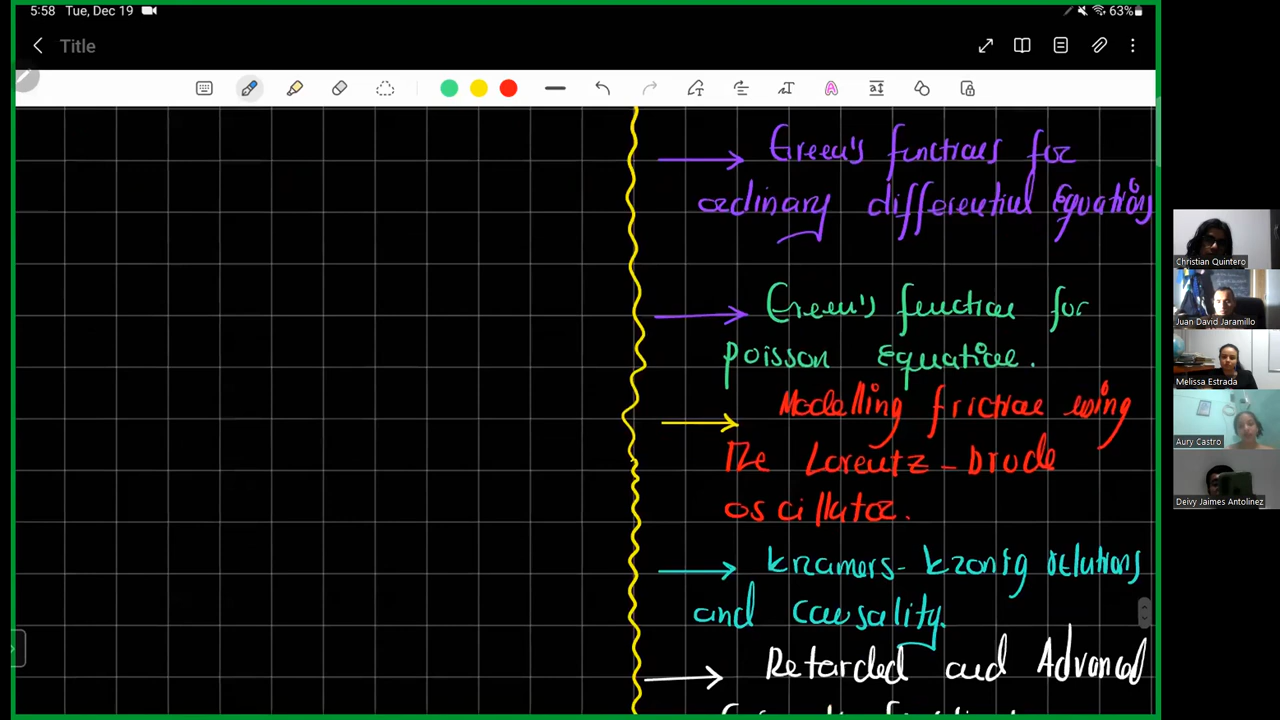 5:58 Tue, Dec 19
63%
Title
Green's functions for
ordinary differential Equations
Green's function for
poisson Equation.
Modelling friction using
The Lorentz-Drude
oscillator.
Kramers-Kronig relations
and causality.
Retarded and Advanced
Christian Quintero
Juan David Jaramillo
Melissa Estrada
Aury Castro
Deivy Jaimes Antolinez